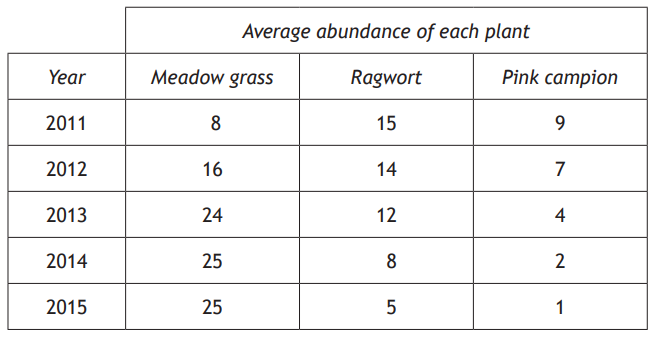 Average abundance of each plant
Year Meadow grass Ragwort Pink campion
2011 8 15 9
2012 16 14 7
2013 24 12 4
2014 25 8 2
2015 25 5 1